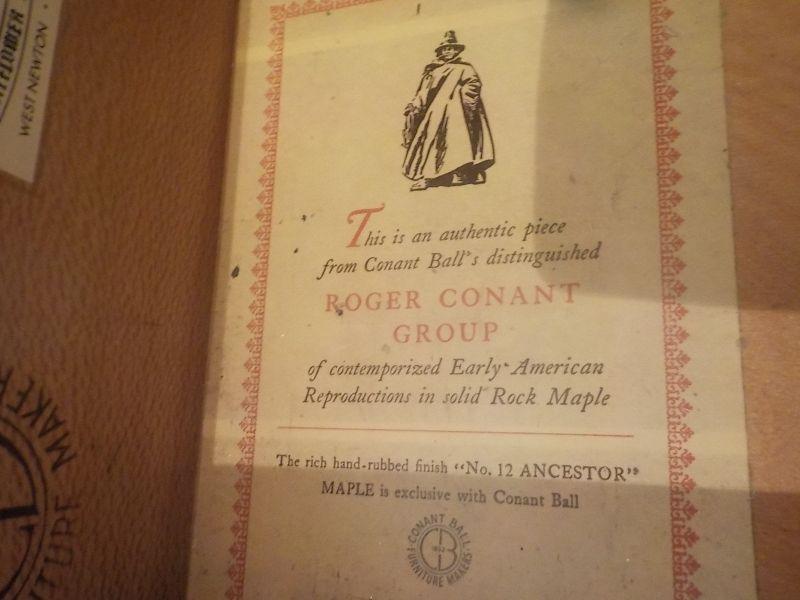 WEST NEWTON
This is an authentic piece
from Conant Ball's distinguished
ROGER CONANT
GROUP
of contemporized Early-American
Reproductions in solid Rock Maple
The rich hand-rubbed finish "No. 12 ANCESTOR"
MAPLE is exclusive with Conant Ball
CONANT BALL
FURNITURE MAKERS